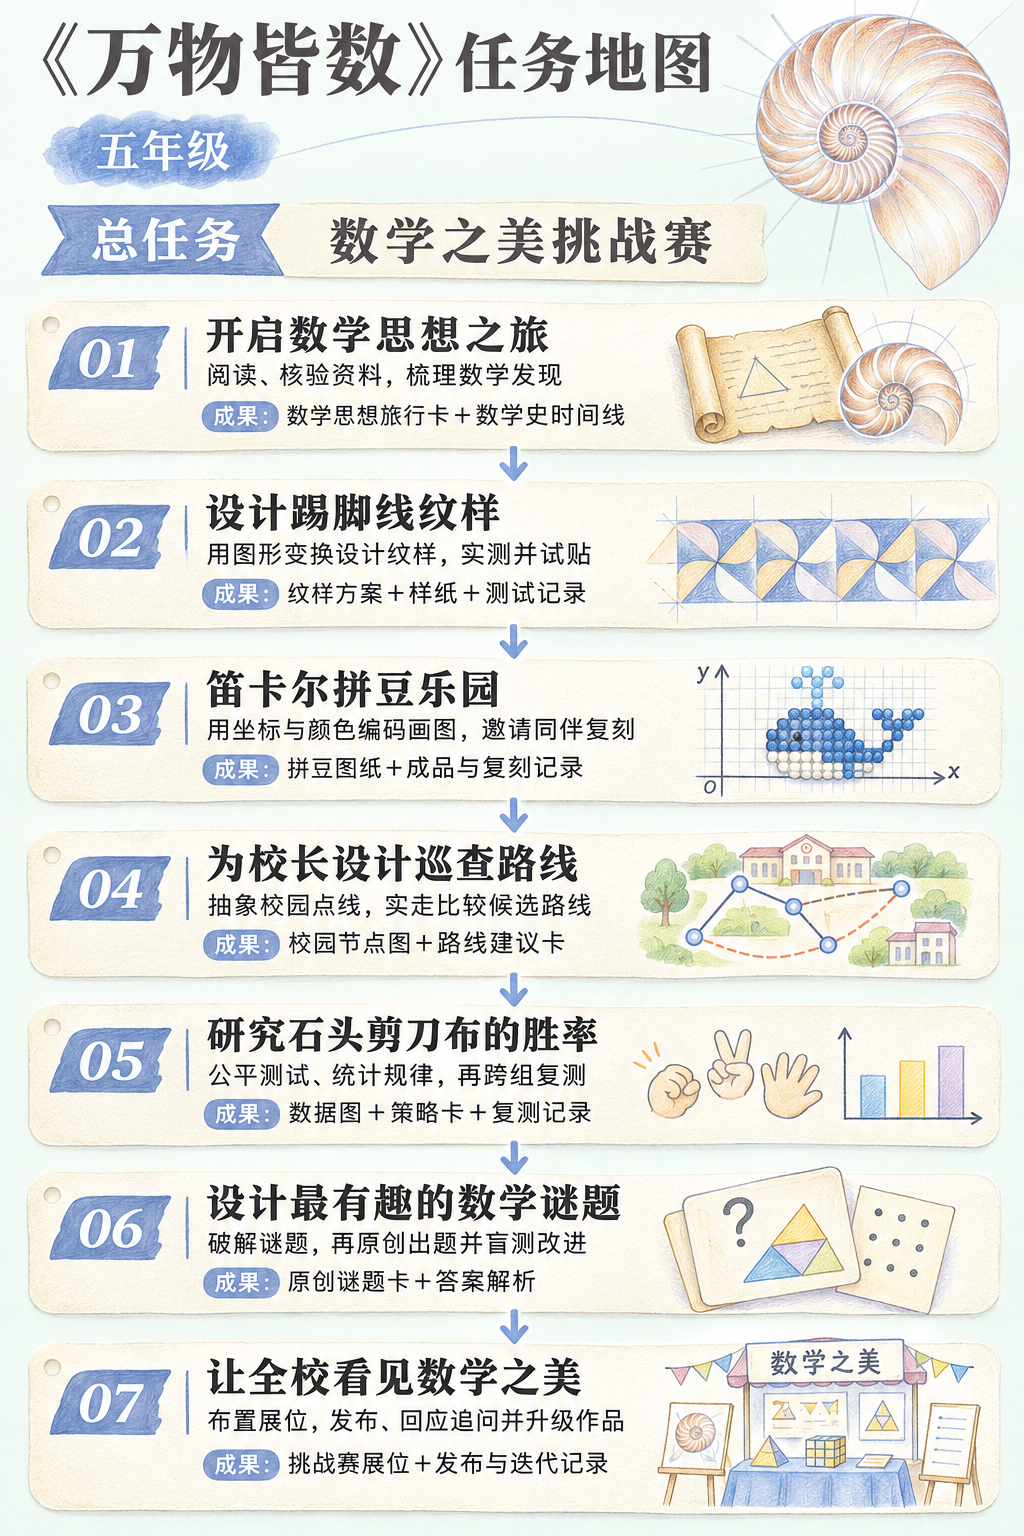 《万物皆数》任务地图
五年级
总任务
数学之美挑战赛
01
开启数学思想之旅
阅读、核验资料，梳理数学发现
成果：数学思想旅行卡＋数学史时间线
02
设计踢脚线纹样
用图形变换设计纹样，实测并试贴
成果：纹样方案＋样纸＋测试记录
03
笛卡尔拼豆乐园
用坐标与颜色编码画图，邀请同伴复刻
成果：拼豆图纸＋成品与复刻记录
y
O
x
04
为校长设计巡查路线
抽象校园点线，实走比较候选路线
成果：校园节点图＋路线建议卡
05
研究石头剪刀布的胜率
公平测试、统计规律，再跨组复测
成果：数据图＋策略卡＋复测记录
06
设计最有趣的数学谜题
破解谜题，再原创出题并盲测改进
成果：原创谜题卡＋答案解析
?
07
让全校看见数学之美
布置展位，发布、回应追问并升级作品
成果：挑战赛展位＋发布与迭代记录
数学之美